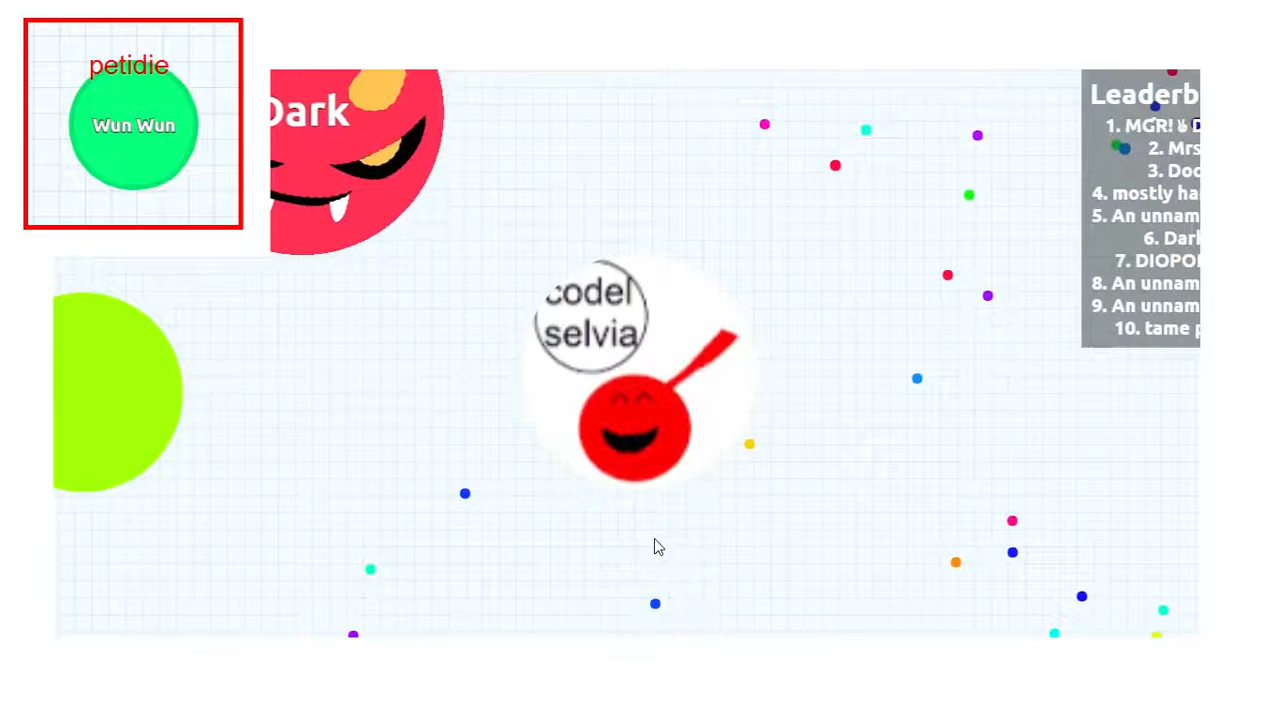 petidie
Wun Wun
Dark
codel
selvia
Leaderb
1. MGR!
2. Mrs
3. Doc
4. mostly ha
5. An unnam
6. Dark
7. DIOPO
8. An unnam
9. An unnam
10. tame p